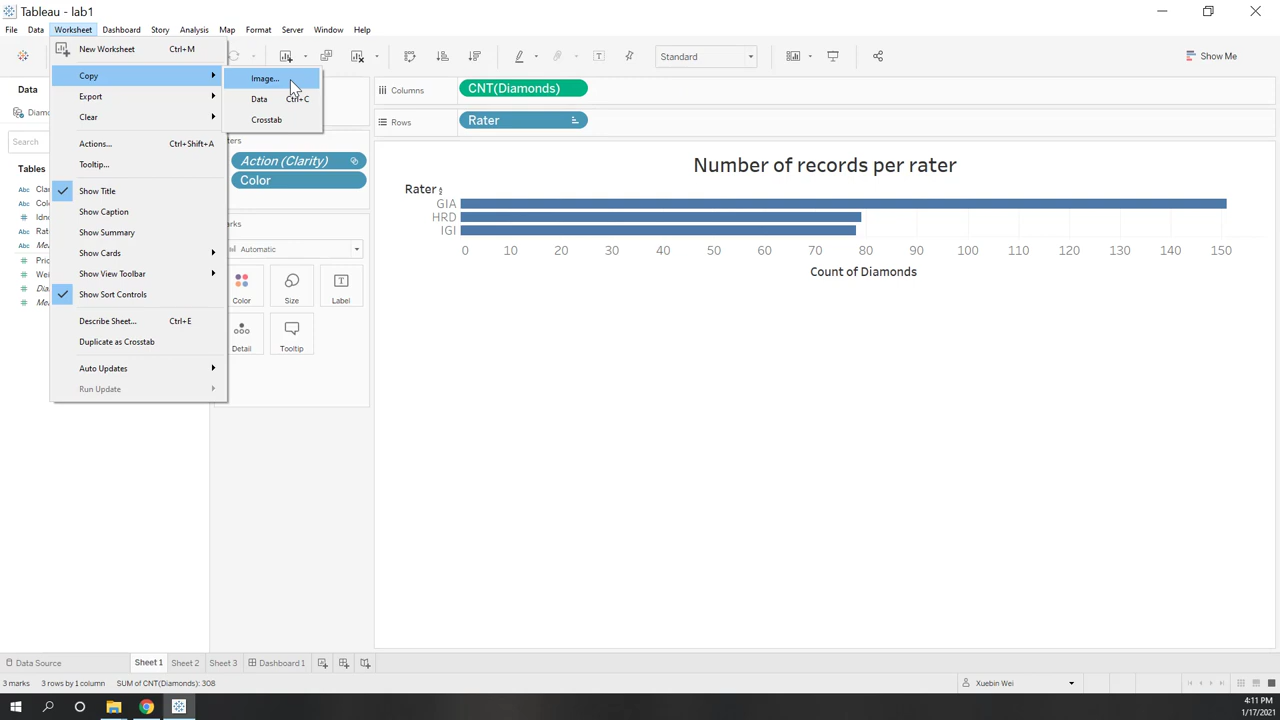 Tableau - lab1
File Data Worksheet Dashboard Story Analysis Map Format Server Window Help
New Worksheet Ctrl+M
Copy
Export
Clear
Actions... Ctrl+Shift+A
Tooltip...
Show Title
Show Caption
Show Summary
Show Cards
Show View Toolbar
Show Sort Controls
Describe Sheet... Ctrl+E
Duplicate as Crosstab
Auto Updates
Run Update
Image...
Data Ctrl+C
Crosstab
Standard
Show Me
Data
Search
Tables
Abc
Abc
Abc
Abc
Action (Clarity)
Color
Automatic
Color Size Label
Detail Tooltip
Columns CNT(Diamonds)
Rows Rater
Number of records per rater
Rater
GIA
HRD
IGI
0 10 20 30 40 50 60 70 80 90 100 110 120 130 140 150
Count of Diamonds
Data Source Sheet 1 Sheet 2 Sheet 3 Dashboard 1
3 marks 3 rows by 1 column SUM of CNT(Diamonds): 308 Xuebin Wei
4:11 PM
1/17/2021